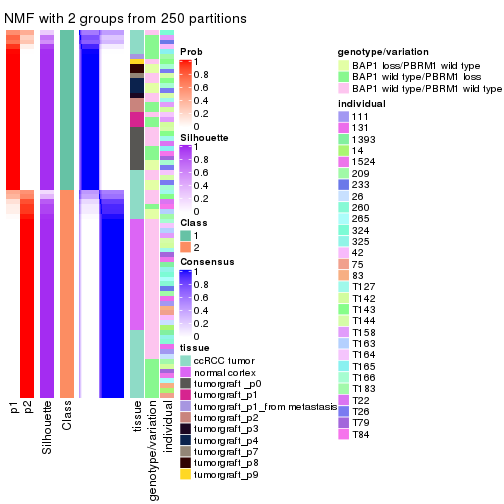 NMF with 2 groups from 250 partitions
p1
p2
Silhouette
Class
tissue
genotype/variation
individual
Prob
1
0.8
0.6
0.4
0.2
0
Silhouette
1
0.8
0.6
0.4
0.2
0
Class
1
2
Consensus
1
0.8
0.6
0.4
0.2
0
tissue
ccRCC tumor
normal cortex
tumorgraft_p0
tumorgraft_p1
tumorgraft_p1_from metastasis
tumorgraft_p2
tumorgraft_p3
tumorgraft_p4
tumorgraft_p7
tumorgraft_p8
tumorgraft_p9
genotype/variation
BAP1 loss/PBRM1 wild type
BAP1 wild type/PBRM1 loss
BAP1 wild type/PBRM1 wild type
individual
111
131
1393
14
1524
209
233
26
260
265
324
325
42
75
83
T127
T142
T143
T144
T158
T163
T164
T165
T166
T183
T22
T26
T79
T84